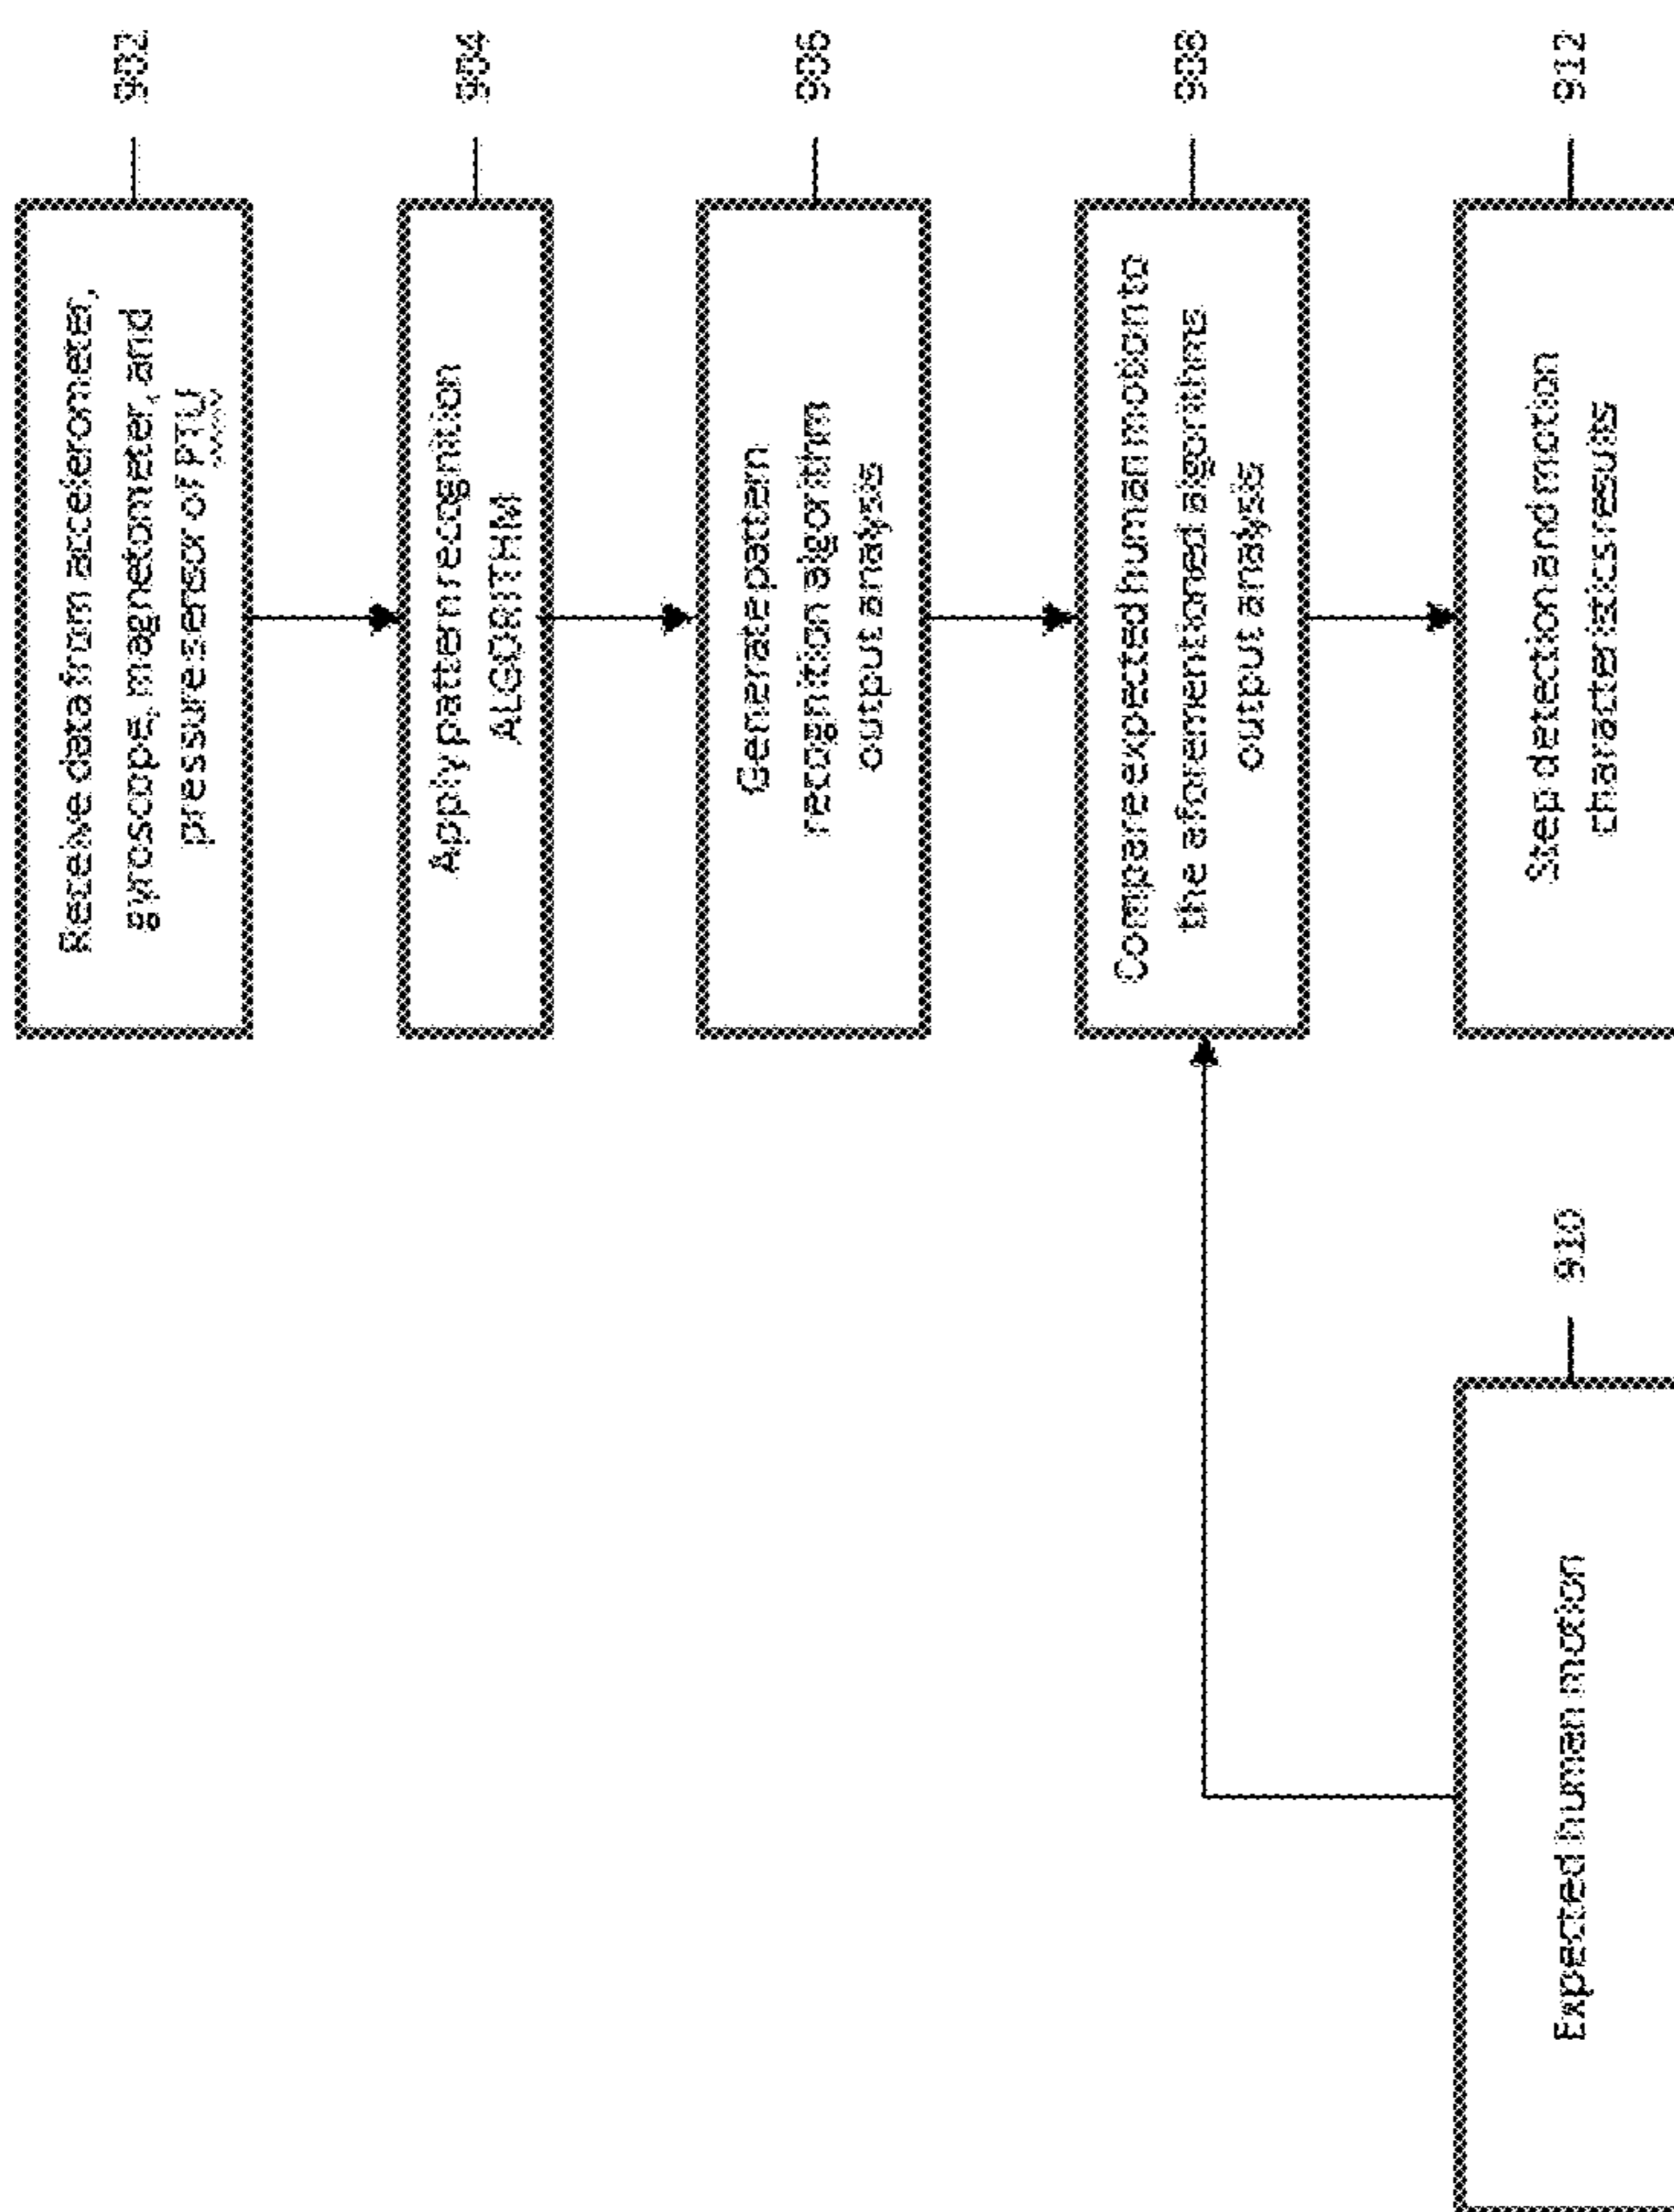 Receive data from accelerometer,
gyroscope, magnetometer, and
pressure sensor of PTU
902
Apply pattern recognition
ALGORITHM
904
Generate pattern
recognition algorithm
output analysis
906
Compare expected human motion to
the aforementioned algorithms
output analysis
908
Expected human motion
910
Step detection and motion
characteristics results
912